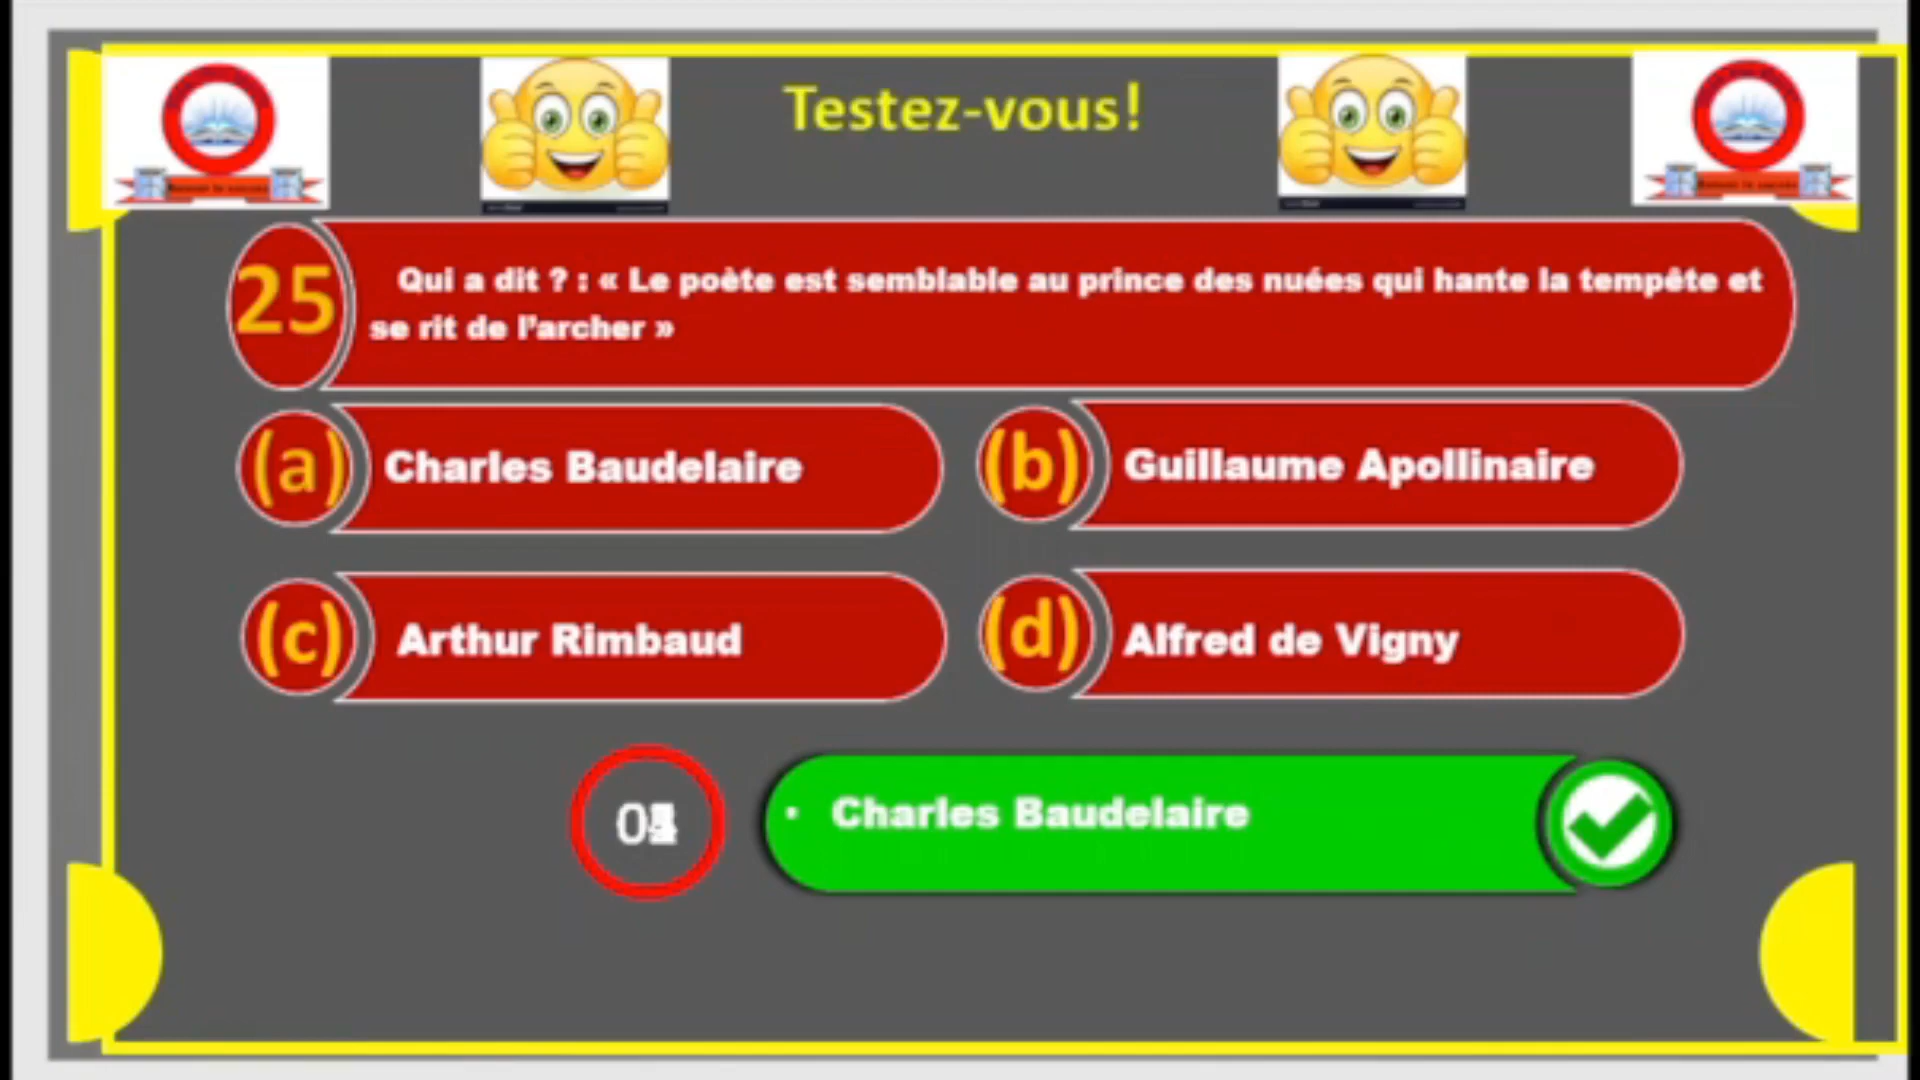 Testez-vous!
25
Qui a dit ? : « Le poète est semblable au prince des nuées qui hante la tempête et
se rit de l’archer »
(a) Charles Baudelaire
(b) Guillaume Apollinaire
(c) Arthur Rimbaud
(d) Alfred de Vigny
• Charles Baudelaire